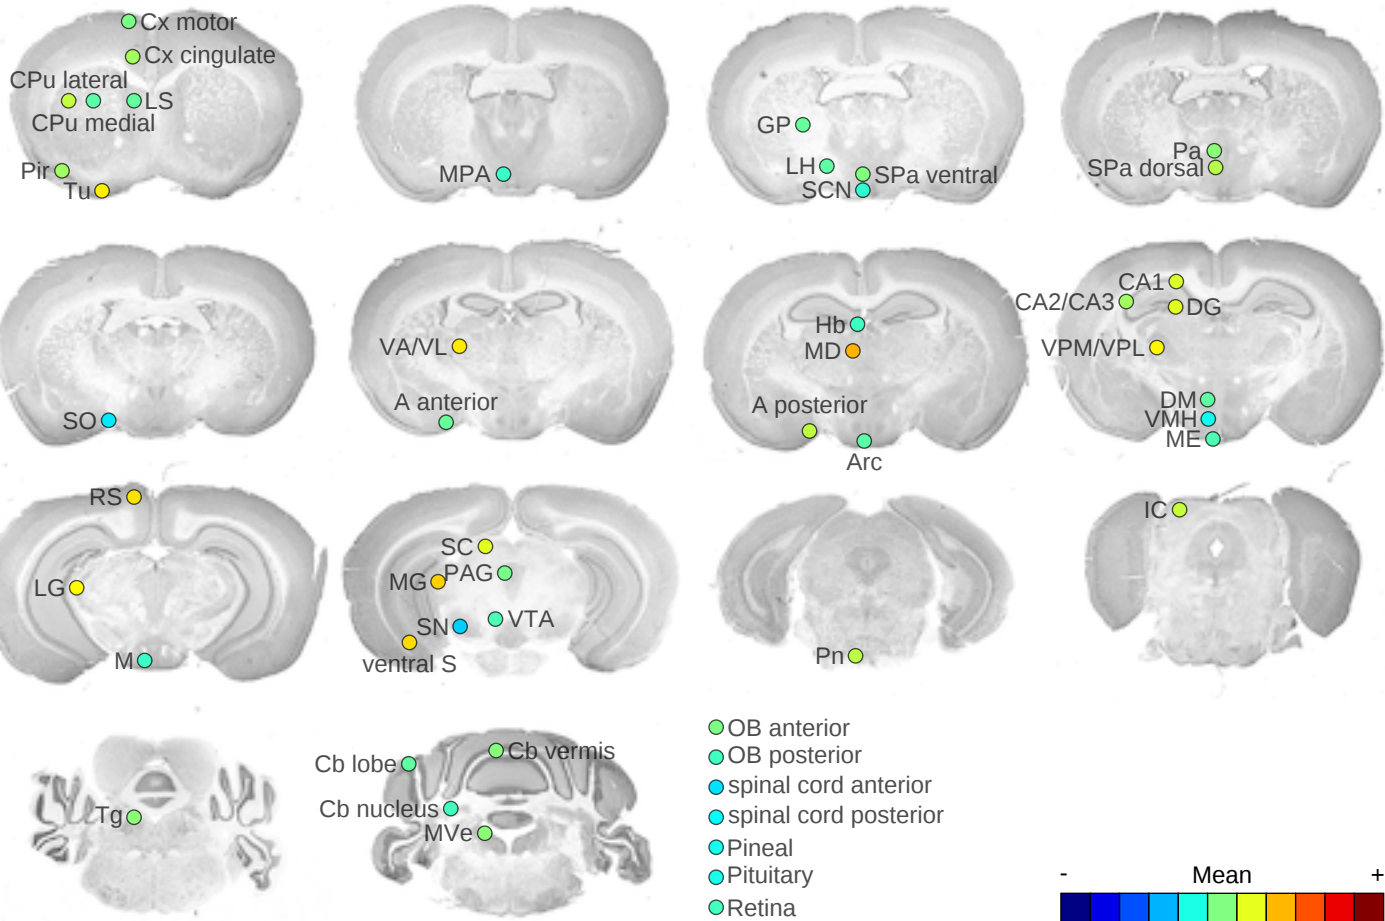 Cx motor
Cx cingulate
CPu lateral
LS
CPu medial
Pir
Tu
MPA
GP
LH
SPa ventral
SCN
Pa
SPa dorsal
SO
VA/VL
A anterior
Hb
MD
A posterior
Arc
CA1
CA2/CA3
DG
VPM/VPL
DM
VMH
ME
RS
LG
M
SC
MG
PAG
SN
VTA
ventral S
Pn
IC
Tg
Cb vermis
Cb lobe
Cb nucleus
MVe
OB anterior
OB posterior
spinal cord anterior
spinal cord posterior
Pineal
Pituitary
Retina
- Mean +